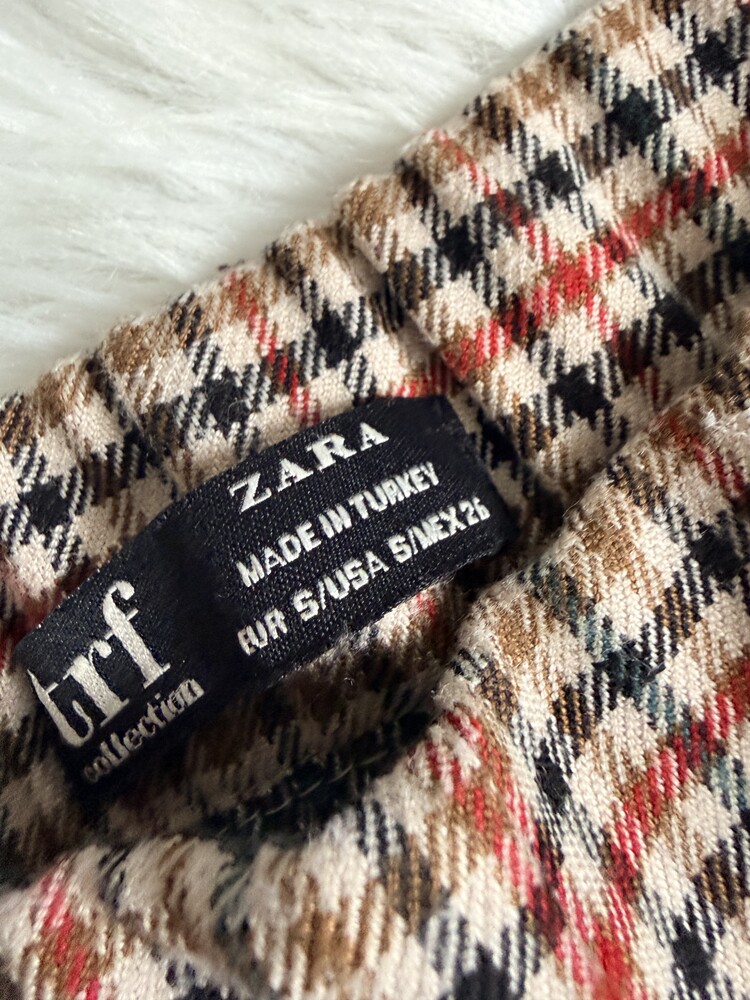 trf
collection
ZARA
MADE IN TURKEY
EUR S/USA S/MEX 26